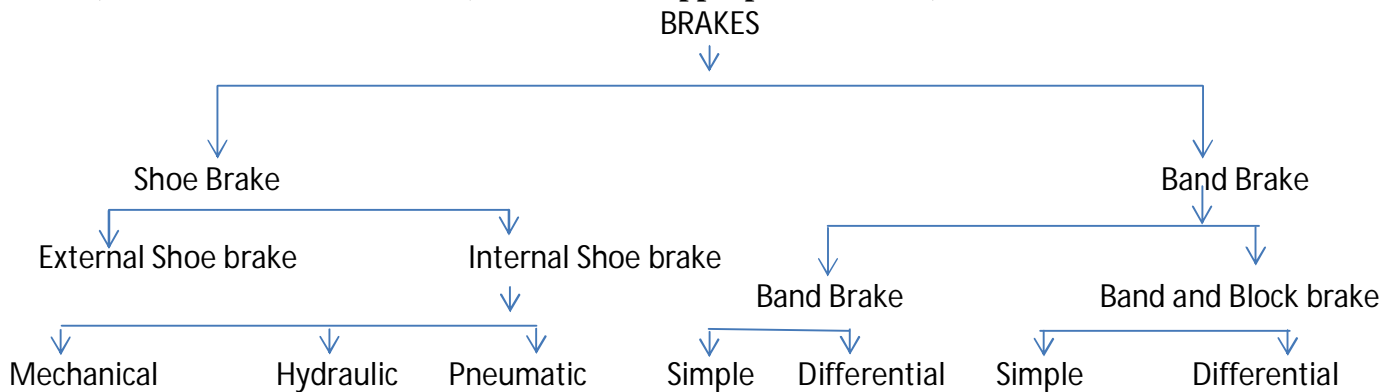 BRAKES
Shoe Brake Band Brake
External Shoe brake Internal Shoe brake
Band Brake Band and Block brake
Mechanical Hydraulic Pneumatic Simple Differential Simple Differential